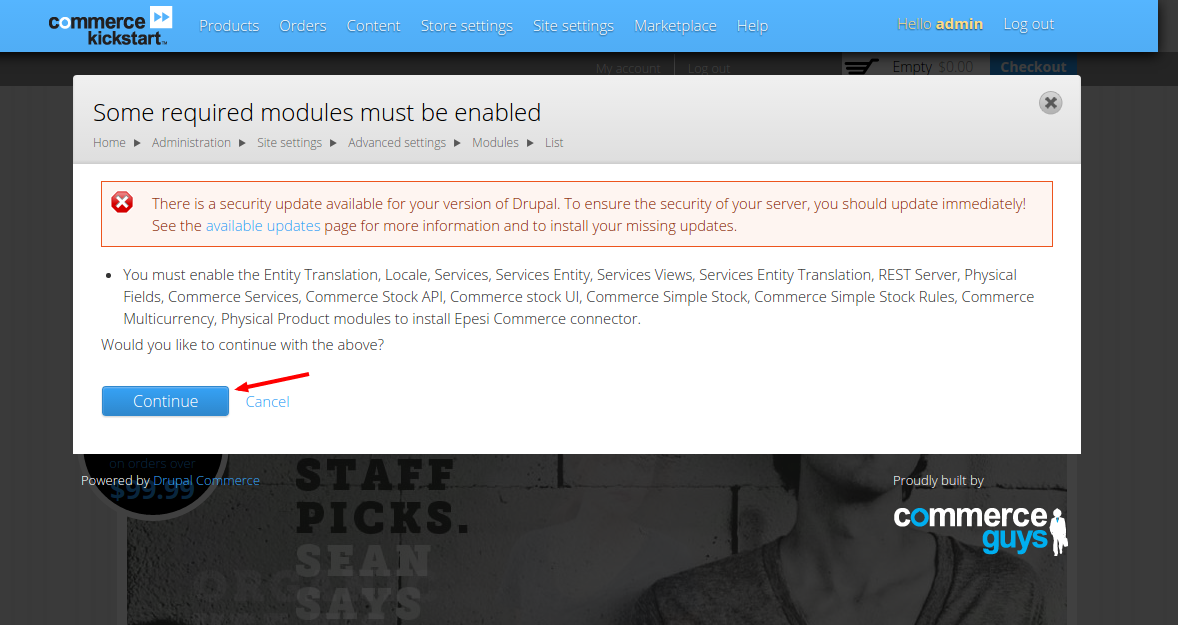 commerce
kickstart™
Products Orders Content Store settings Site settings Marketplace Help
Hello admin Log out
My account Log out
Empty $0.00 Checkout
Some required modules must be enabled
Home ▶ Administration ▶ Site settings ▶ Advanced settings ▶ Modules ▶ List
There is a security update available for your version of Drupal. To ensure the security of your server, you should update immediately!
See the available updates page for more information and to install your missing updates.
• You must enable the Entity Translation, Locale, Services, Services Entity, Services Views, Services Entity Translation, REST Server, Physical
Fields, Commerce Services, Commerce Stock API, Commerce stock UI, Commerce Simple Stock, Commerce Simple Stock Rules, Commerce
Multicurrency, Physical Product modules to install Epesi Commerce connector.
Would you like to continue with the above?
Continue Cancel
on orders over
$99.99
Powered by Drupal Commerce
STAFF
PICKS.
SEAN
SAYS
Proudly built by
commerce
guys